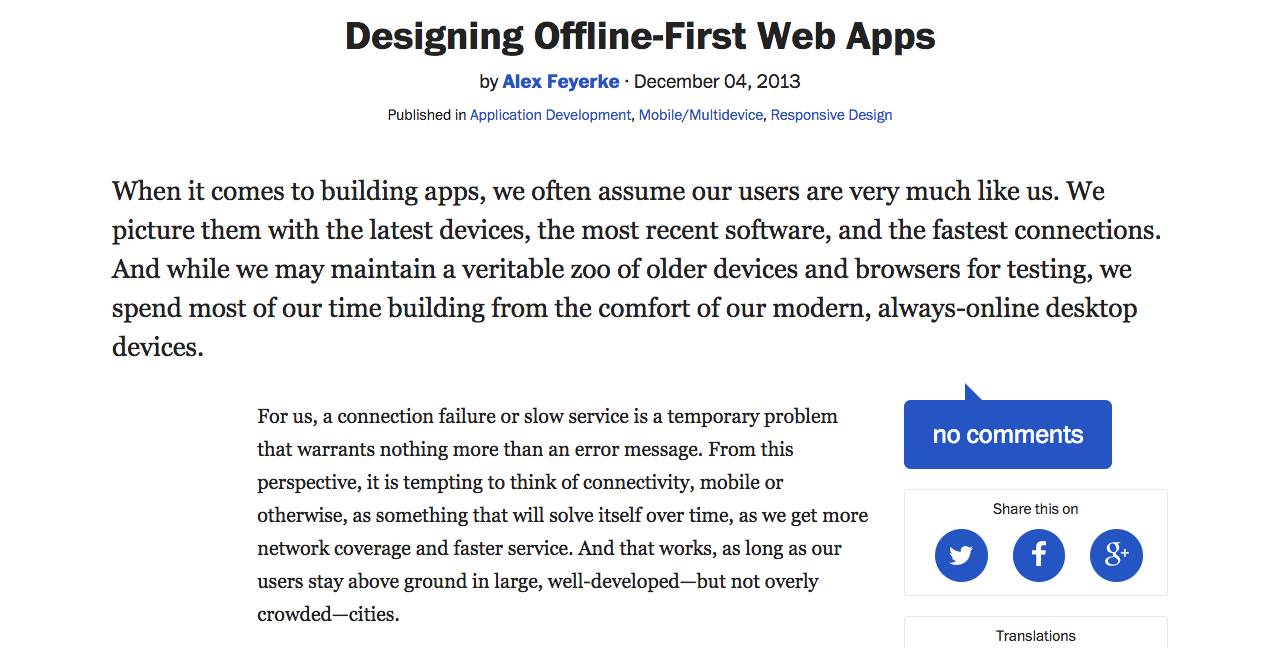 Designing Offline-First Web Apps
by Alex Feyerke · December 04, 2013
Published in Application Development, Mobile/Multidevice, Responsive Design
When it comes to building apps, we often assume our users are very much like us. We
picture them with the latest devices, the most recent software, and the fastest connections.
And while we may maintain a veritable zoo of older devices and browsers for testing, we
spend most of our time building from the comfort of our modern, always-online desktop
devices.
For us, a connection failure or slow service is a temporary problem
that warrants nothing more than an error message. From this
perspective, it is tempting to think of connectivity, mobile or
otherwise, as something that will solve itself over time, as we get more
network coverage and faster service. And that works, as long as our
users stay above ground in large, well-developed—but not overly
crowded—cities.
no comments
Share this on
f g+
Translations